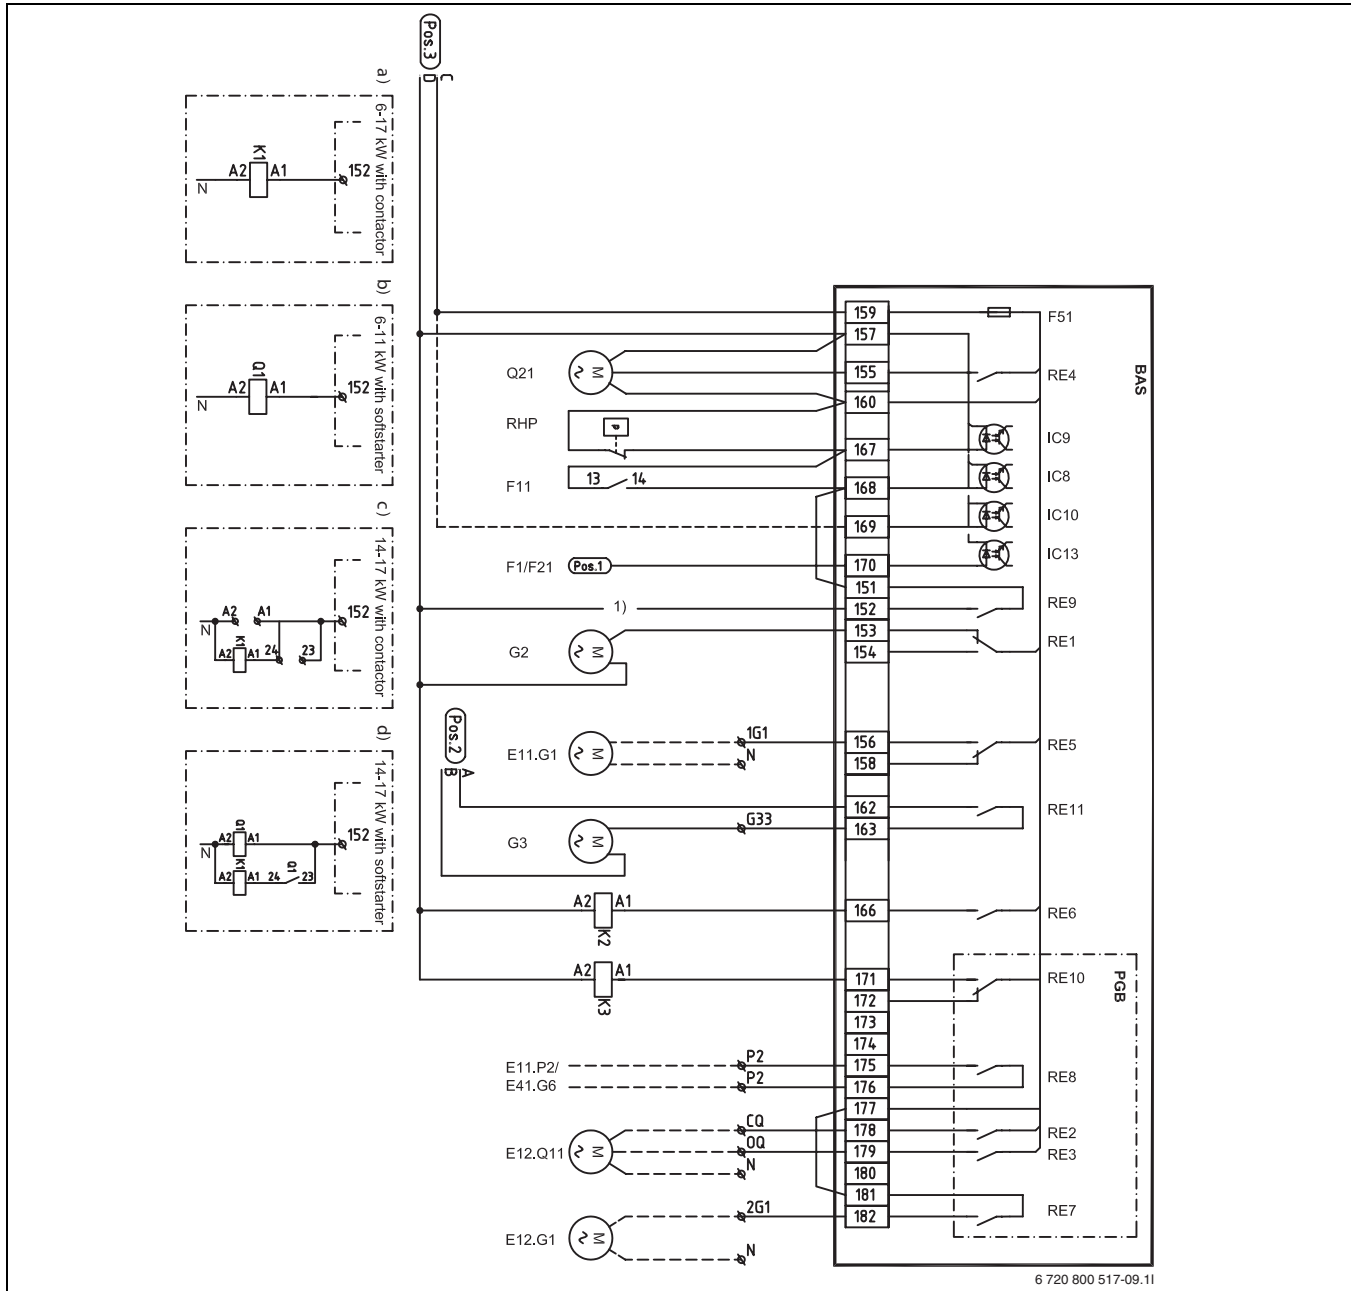 Pos.3
D
C
a)
6-17 kW with contactor
K1
A2
A1
152
N
b)
6-11 kW with softstarter
Q1
A2
A1
152
N
c)
14-17 kW with contactor
A2
A1
152
N
K1
A2
A1
24
23
d)
14-17 kW with softstarter
Q1
A2
A1
152
N
K1
A2
A1
24
Q1
23
BAS
159
F51
157
Q21
M
155
RE4
160
RHP
P
IC9
167
IC8
F11
13
14
168
IC10
169
IC13
F1/F21
Pos.1
170
151
RE9
1)
152
153
RE1
G2
M
154
Pos.2
B
A
E11.G1
M
1G1
156
RE5
N
158
162
RE11
G3
M
G33
163
A2
A1
K2
166
RE6
PGB
A2
A1
K3
171
RE10
172
173
174
E11.P2/
P2
175
RE8
E41.G6
P2
176
177
CQ
178
RE2
E12.Q11
M
OQ
179
RE3
N
180
181
2G1
182
RE7
E12.G1
M
N
6 720 800 517-09.1I